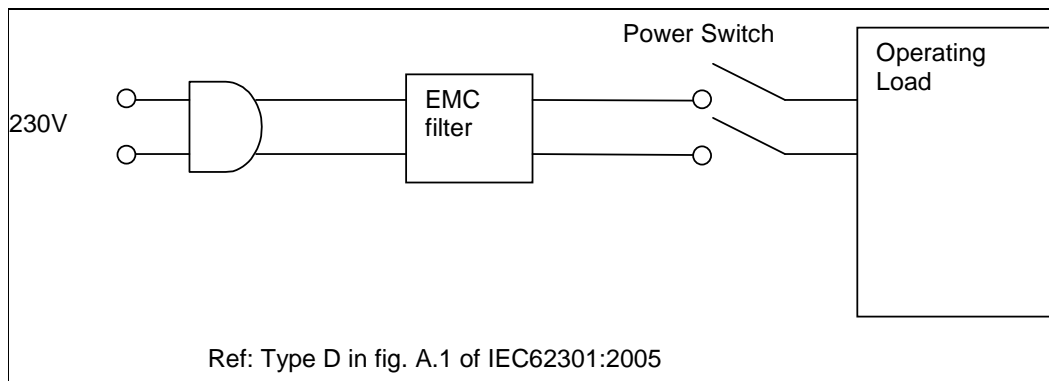 Power Switch
Operating
Load
230V
EMC
filter
Ref: Type D in fig. A.1 of IEC62301:2005